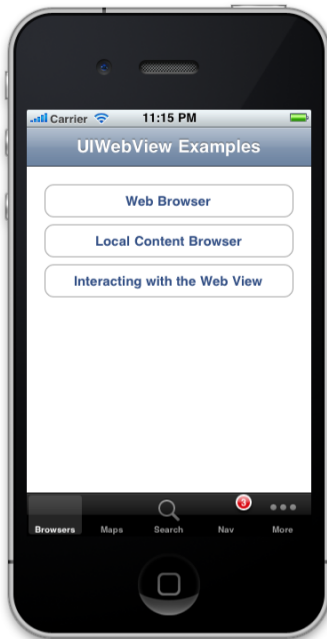 Carrier 11:15 PM
UIWebView Examples
Web Browser
Local Content Browser
Interacting with the Web View
3
Browsers Maps Search Nav More